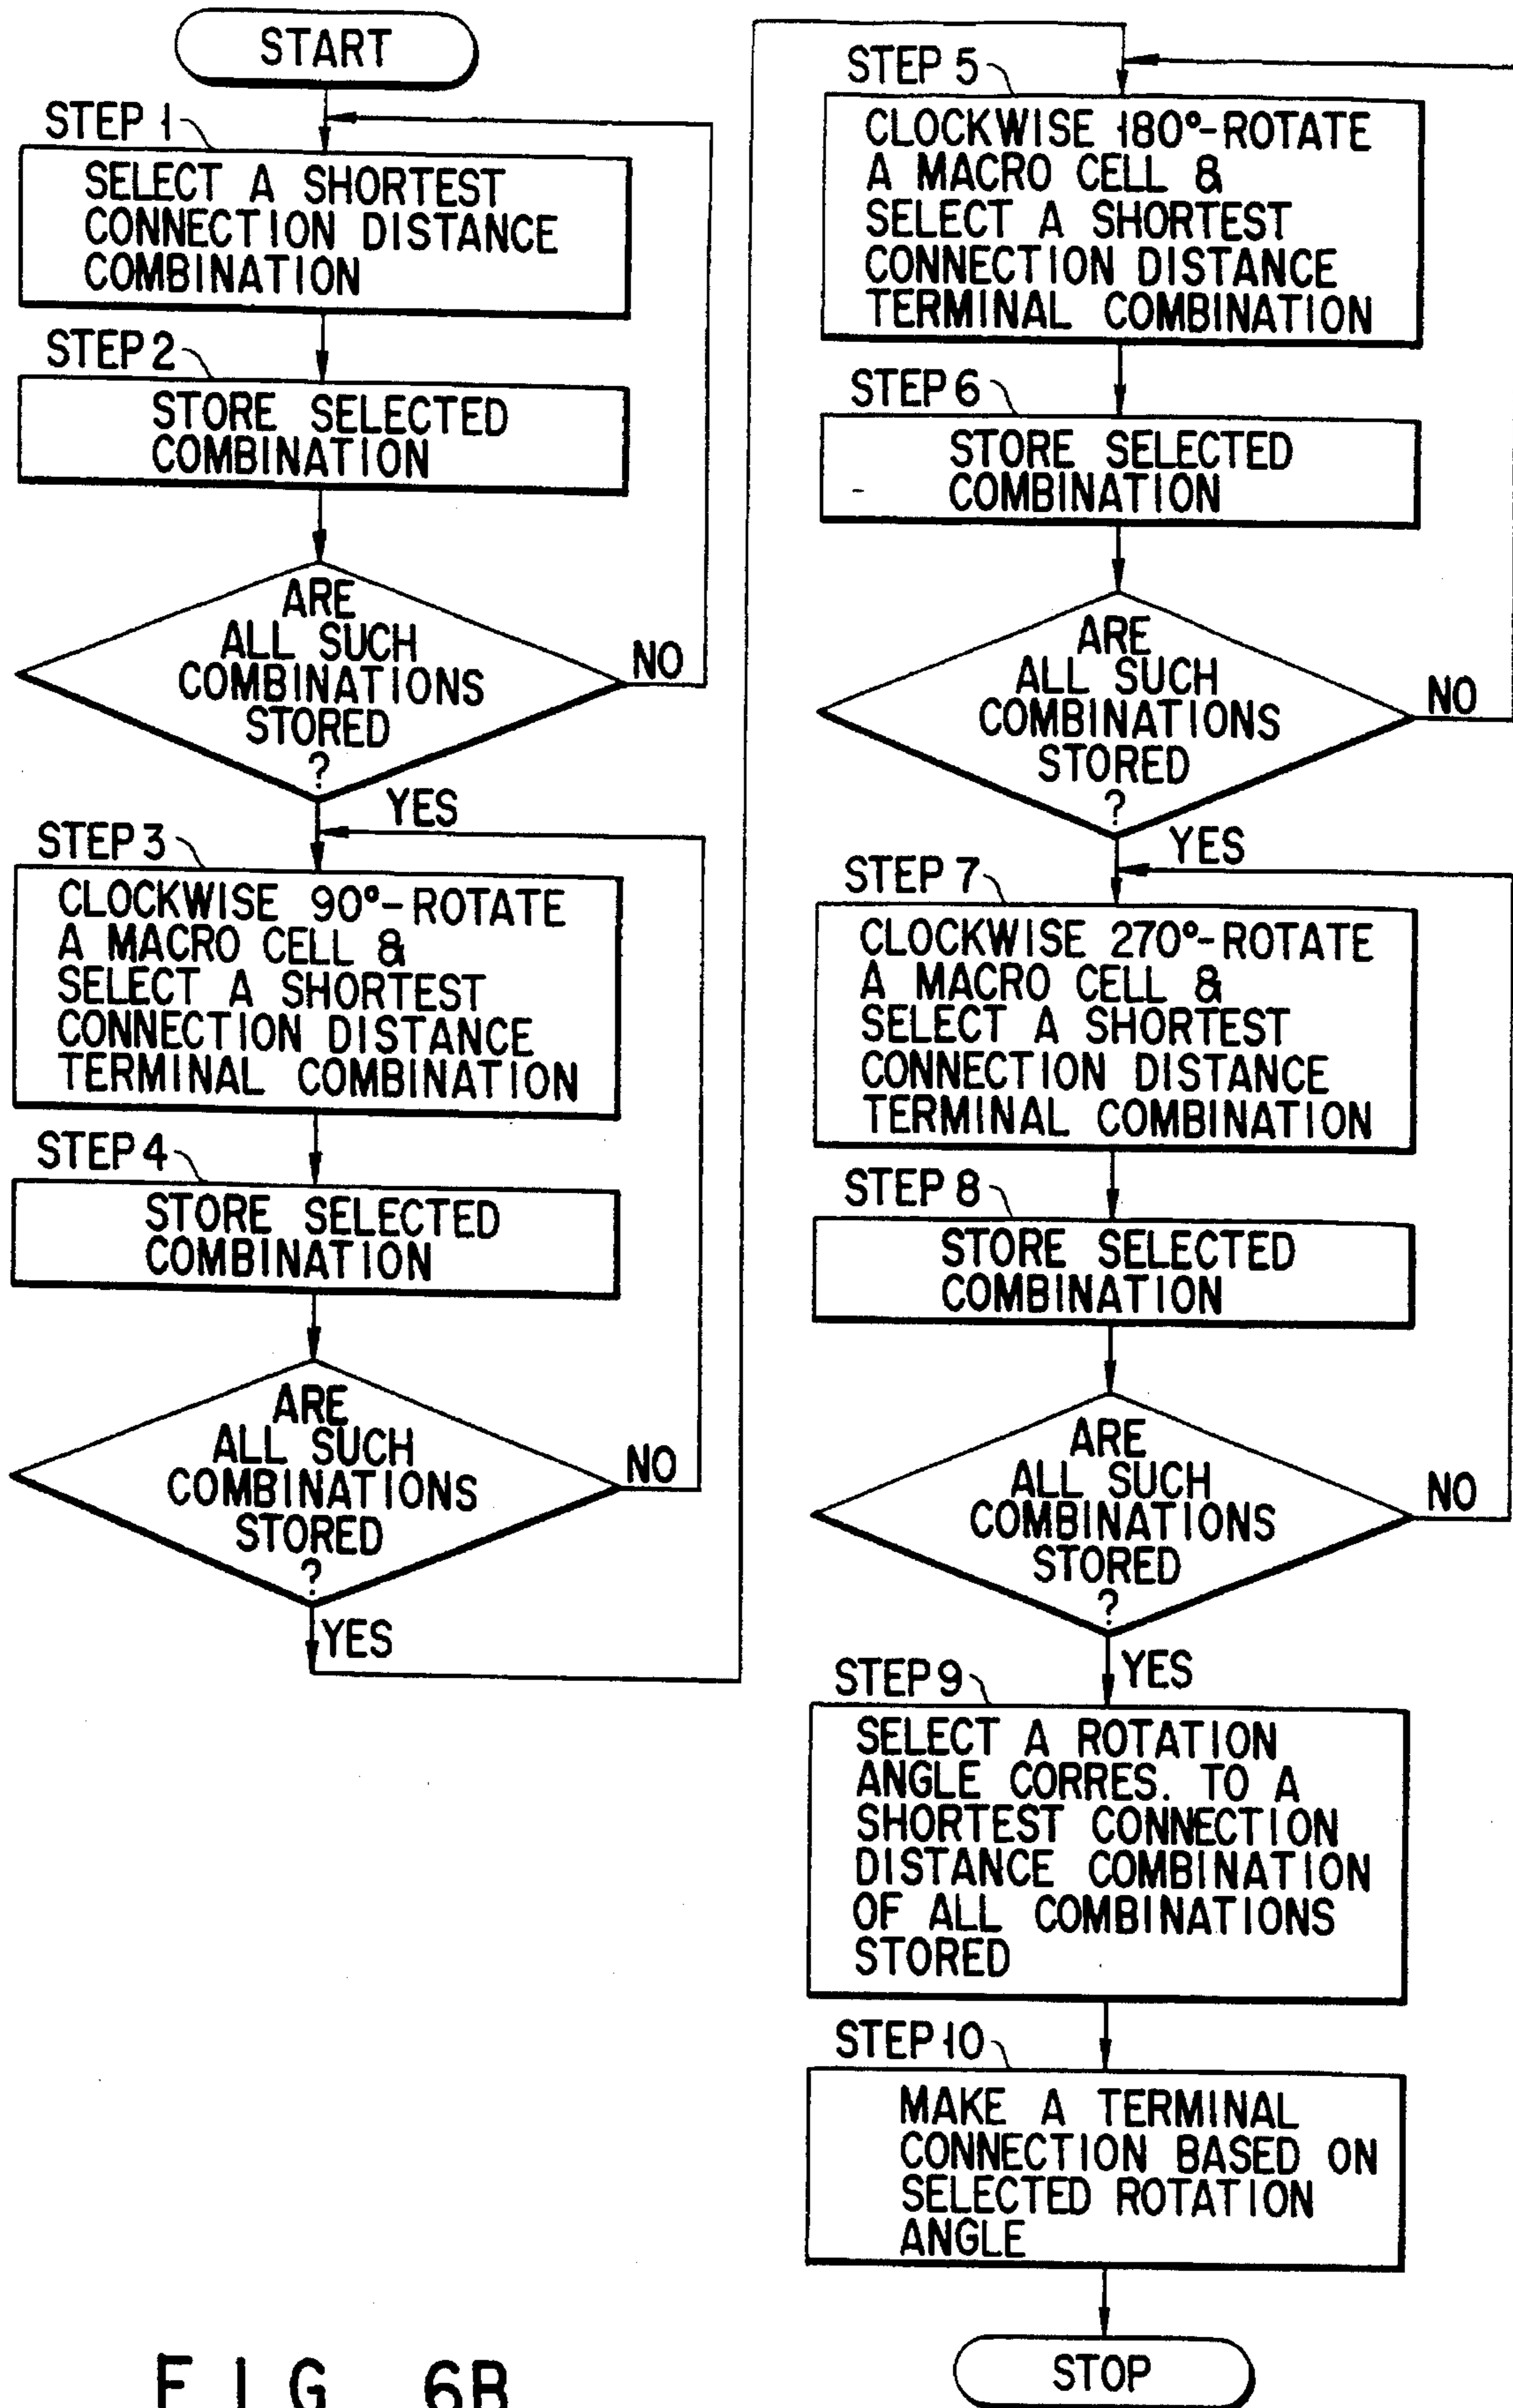 START
STEP 1
SELECT A SHORTEST
CONNECTION DISTANCE
COMBINATION
STEP 2
STORE SELECTED
COMBINATION
ARE
ALL SUCH
COMBINATIONS
STORED
?
NO
YES
STEP 3
CLOCKWISE 90°-ROTATE
A MACRO CELL &
SELECT A SHORTEST
CONNECTION DISTANCE
TERMINAL COMBINATION
STEP 4
STORE SELECTED
COMBINATION
ARE
ALL SUCH
COMBINATIONS
STORED
?
NO
YES
STEP 5
CLOCKWISE 180°-ROTATE
A MACRO CELL &
SELECT A SHORTEST
CONNECTION DISTANCE
TERMINAL COMBINATION
STEP 6
STORE SELECTED
COMBINATION
ARE
ALL SUCH
COMBINATIONS
STORED
?
NO
YES
STEP 7
CLOCKWISE 270°-ROTATE
A MACRO CELL &
SELECT A SHORTEST
CONNECTION DISTANCE
TERMINAL COMBINATION
STEP 8
STORE SELECTED
COMBINATION
ARE
ALL SUCH
COMBINATIONS
STORED
?
NO
YES
STEP 9
SELECT A ROTATION
ANGLE CORRES. TO A
SHORTEST CONNECTION
DISTANCE COMBINATION
OF ALL COMBINATIONS
STORED
STEP 10
MAKE A TERMINAL
CONNECTION BASED ON
SELECTED ROTATION
ANGLE
STOP
FIG. 6B